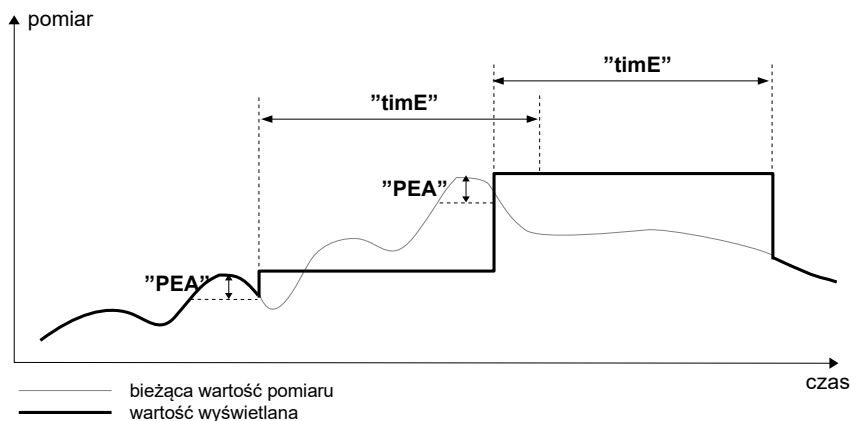 pomiar
”timE”
”timE”
”PEA”
”PEA”
czas
bieżąca wartość pomiaru
wartość wyświetlana